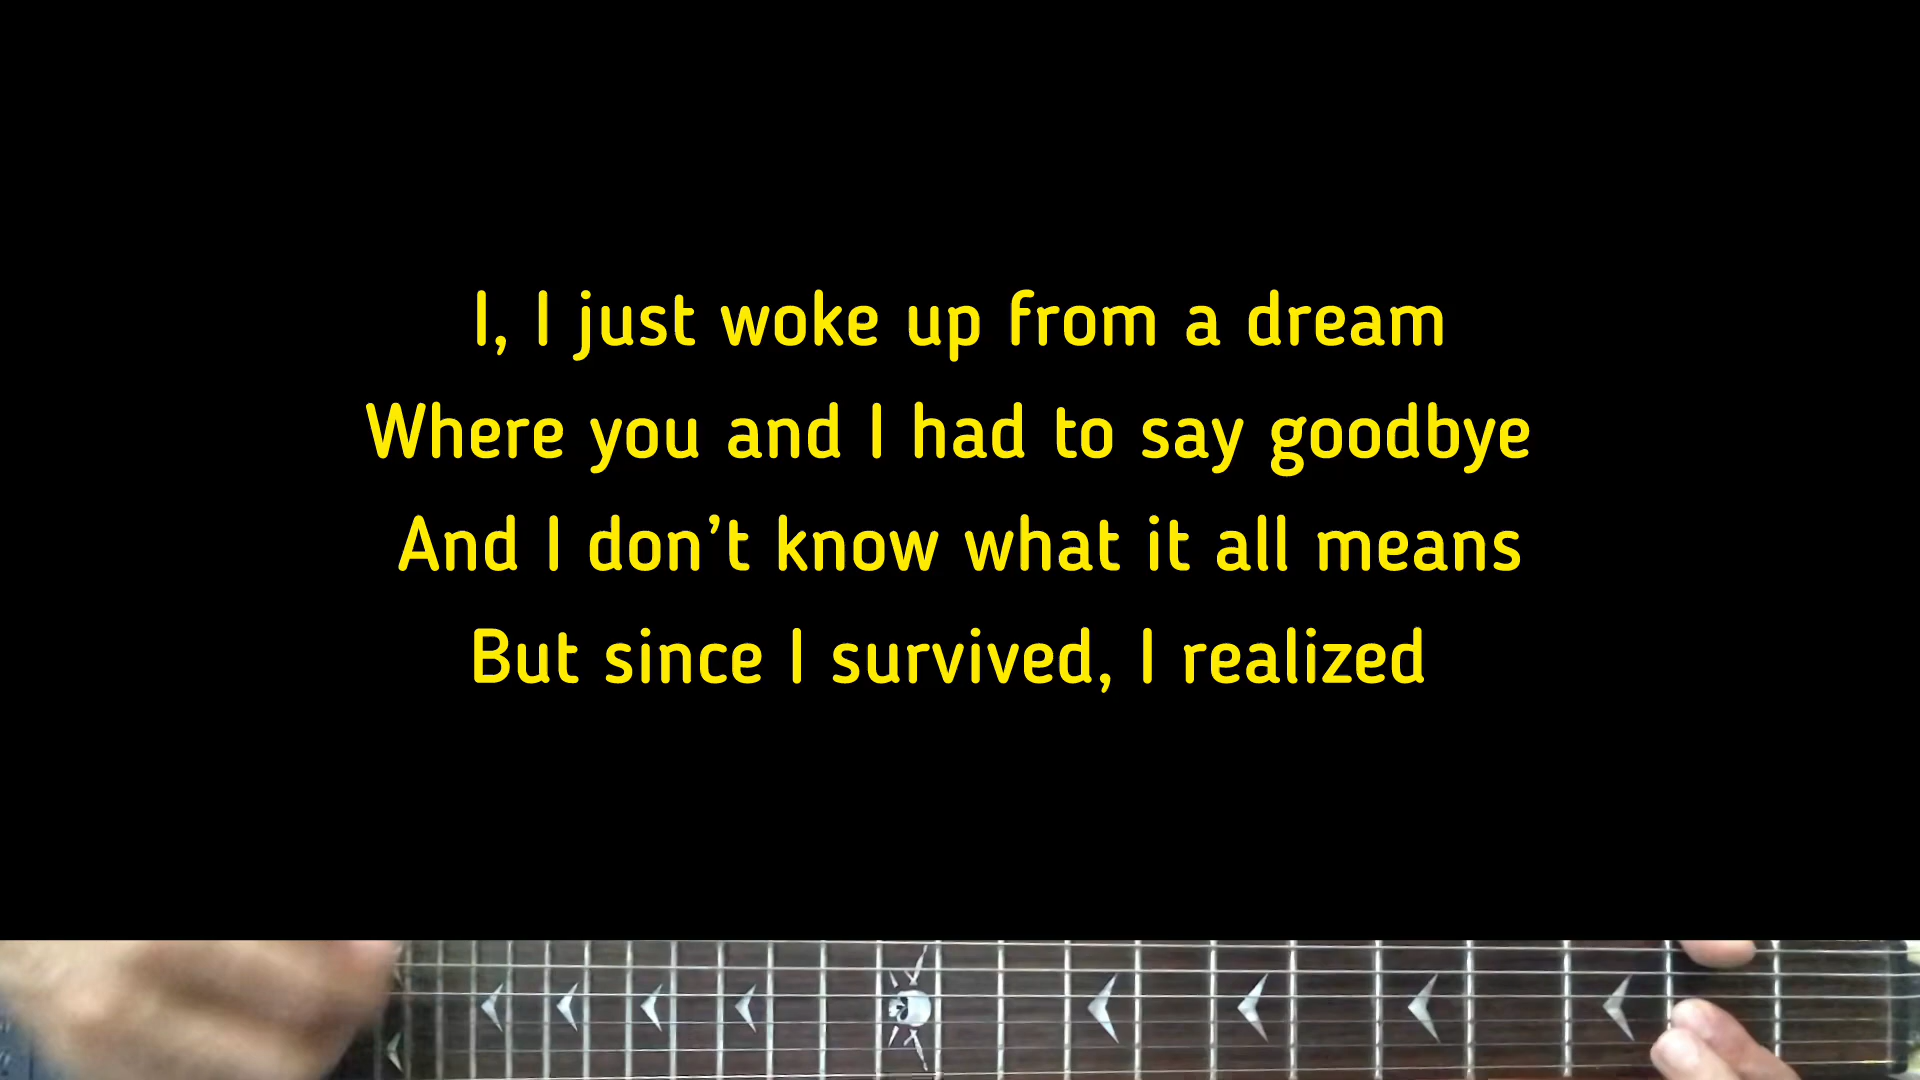 I, I just woke up from a dream
Where you and I had to say goodbye
And I don’t know what it all means
But since I survived, I realized